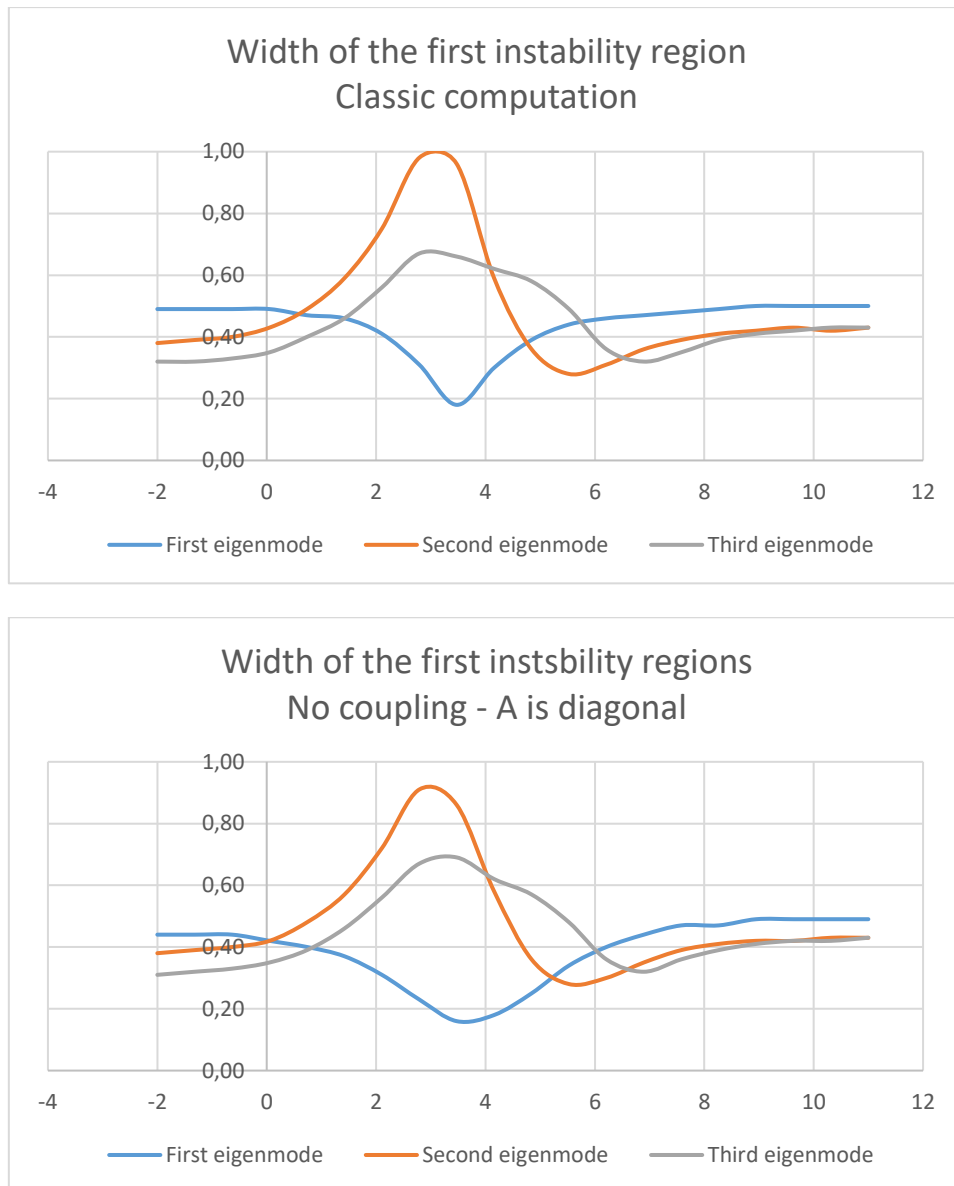 Width of the first instability region
Classic computation
1,00
0,80
0,60
0,40
0,20
0,00
-4 -2 0 2 4 6 8 10 12
First eigenmode Second eigenmode Third eigenmode
Width of the first instsbility regions
No coupling - A is diagonal
1,00
0,80
0,60
0,40
0,20
0,00
-4 -2 0 2 4 6 8 10 12
First eigenmode Second eigenmode Third eigenmode